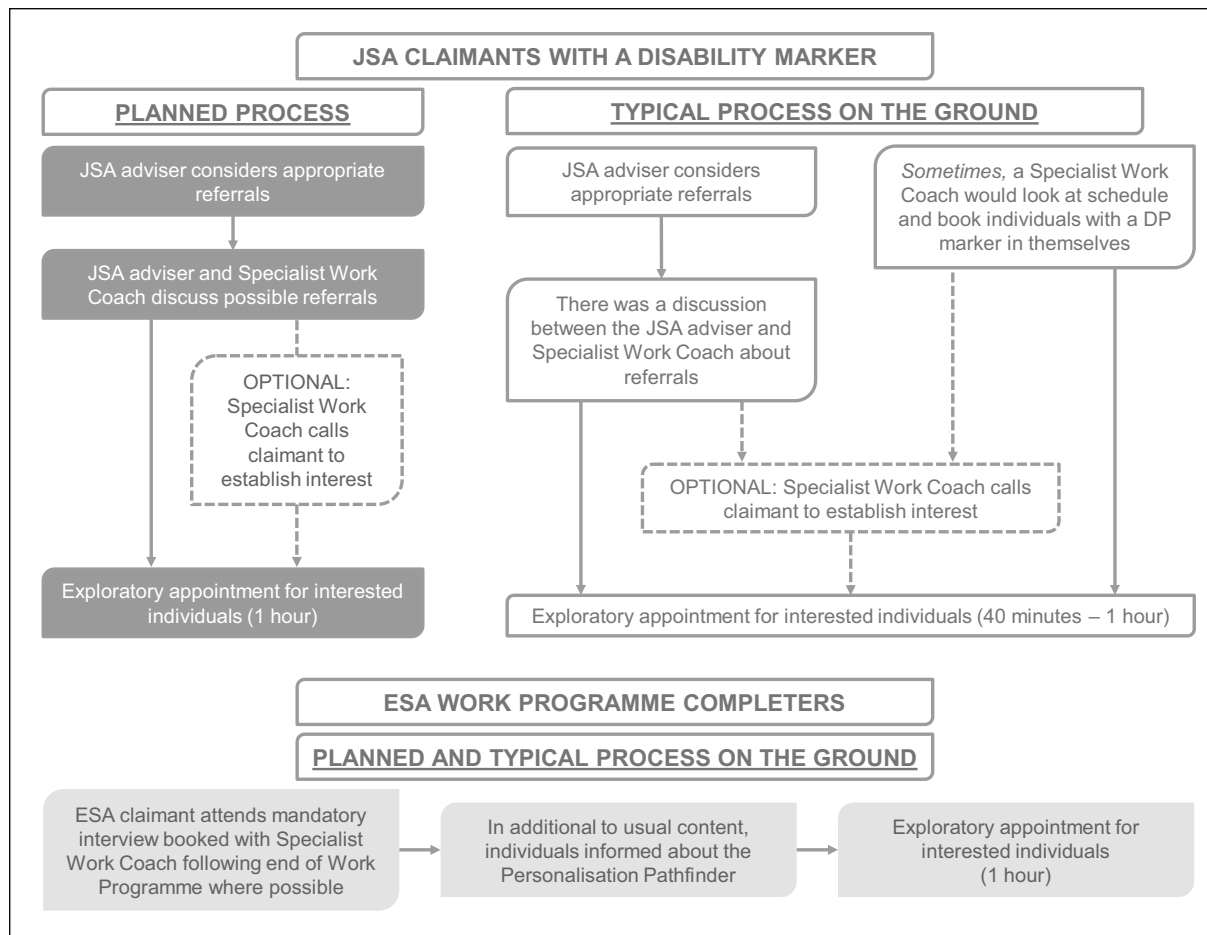 JSA CLAIMANTS WITH A DISABILITY MARKER
PLANNED PROCESS
JSA adviser considers appropriate
referrals
JSA adviser and Specialist Work
Coach discuss possible referrals
OPTIONAL:
Specialist Work
Coach calls
claimant to
establish interest
Exploratory appointment for interested
individuals (1 hour)
TYPICAL PROCESS ON THE GROUND
JSA adviser considers
appropriate referrals
Sometimes, a Specialist Work
Coach would look at schedule
and book individuals with a DP
marker in themselves
There was a discussion
between the JSA adviser and
Specialist Work Coach about
referrals
OPTIONAL: Specialist Work Coach calls
claimant to establish interest
Exploratory appointment for interested individuals (40 minutes – 1 hour)
ESA WORK PROGRAMME COMPLETERS
PLANNED AND TYPICAL PROCESS ON THE GROUND
ESA claimant attends mandatory
interview booked with Specialist
Work Coach following end of Work
Programme where possible
In additional to usual content,
individuals informed about the
Personalisation Pathfinder
Exploratory appointment for
interested individuals
(1 hour)